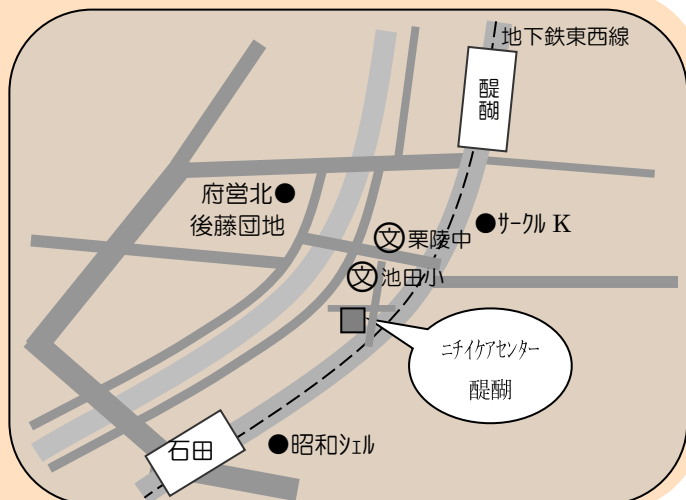 地下鉄東西線
醍醐
府営北●
後藤団地
●サークル K
文 栗陵中
文 池田小
ニチイケアセンター
醍醐
石田
●昭和シェル